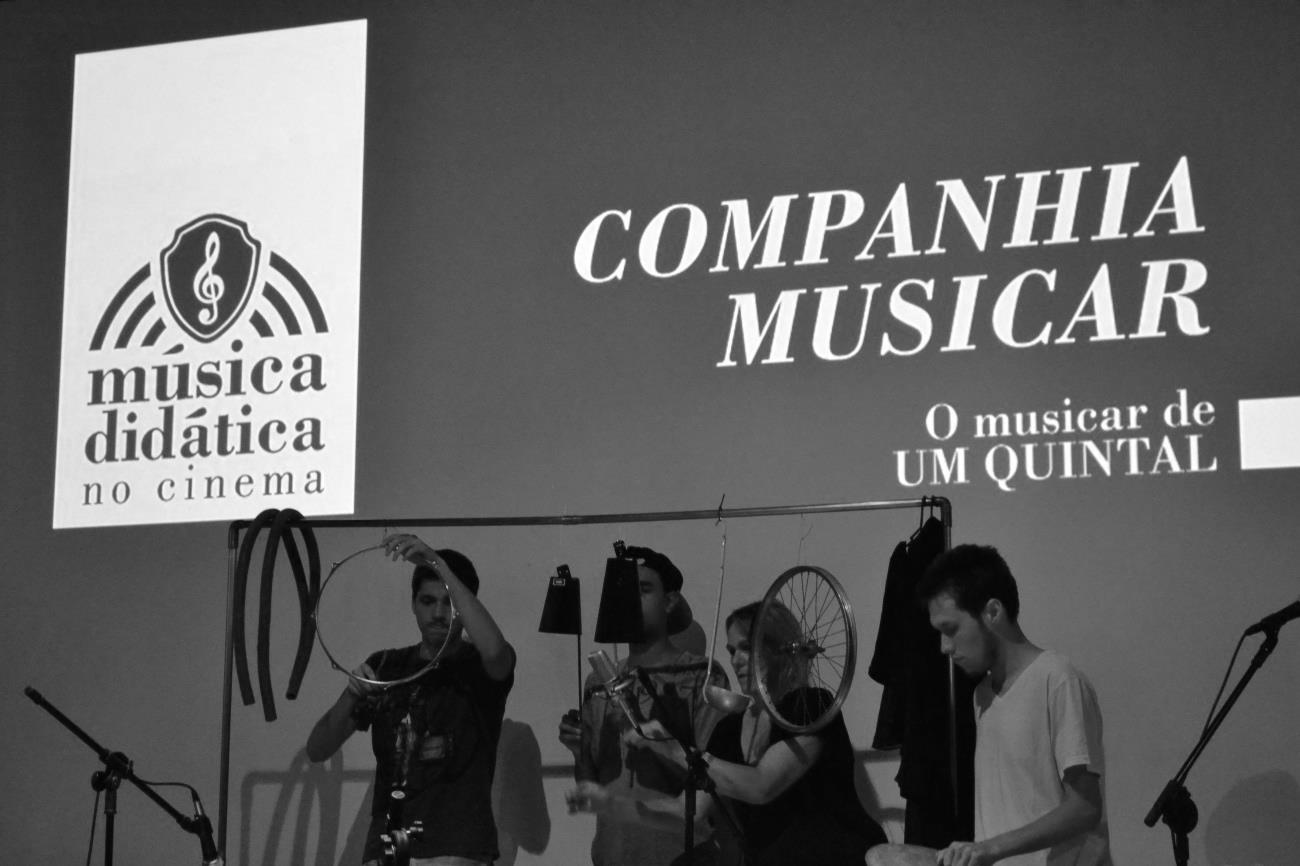 música
didática
no cinema
COMPANHIA
MUSICAR
O musicar de
UM QUINTAL